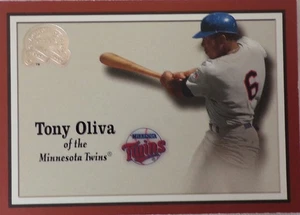 Tony Oliva
of the
Minnesota Twins®
MINNESOTA
Twins
6